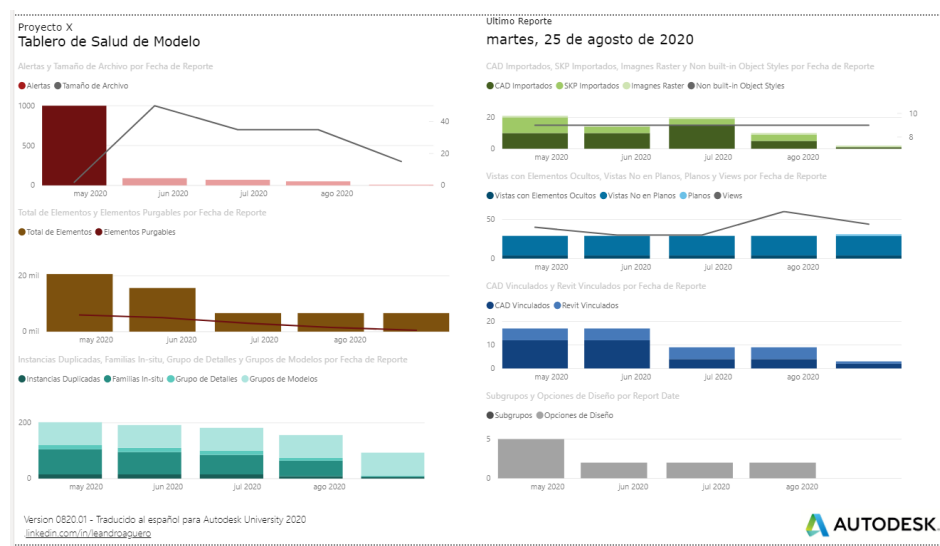 Proyecto X
Tablero de Salud de Modelo
Ultimo Reporte
martes, 25 de agosto de 2020
Alertas y Tamaño de Archivo por Fecha de Reporte
Alertas Tamaño de Archivo
1000
500
0
40
20
0
may 2020 jun 2020 jul 2020 ago 2020
Total de Elementos y Elementos Purgables por Fecha de Reporte
Total de Elementos Elementos Purgables
20 mil
0 mil
may 2020 jun 2020 jul 2020 ago 2020
Instancias Duplicadas, Familias In-situ, Grupo de Detalles y Grupos de Modelos por Fecha de Reporte
Instancias Duplicadas Familias In-situ Grupo de Detalles Grupos de Modelos
200
0
may 2020 jun 2020 jul 2020 ago 2020
Version 0820.01 - Traducido al español para Autodesk University 2020
linkedin.com/in/leandroaguero
CAD Importados, SKP Importados, Imagnes Raster y Non built-in Object Styles por Fecha de Reporte
CAD Importados SKP Importados Imagnes Raster Non built-in Object Styles
20
0
10
8
may 2020 jun 2020 jul 2020 ago 2020
Vistas con Elementos Ocultos, Vistas No en Planos, Planos y Views por Fecha de Reporte
Vistas con Elementos Ocultos Vistas No en Planos Planos Views
50
0
may 2020 jun 2020 jul 2020 ago 2020
CAD Vinculados y Revit Vinculados por Fecha de Reporte
CAD Vinculados Revit Vinculados
20
10
0
may 2020 jun 2020 jul 2020 ago 2020
Subgrupos y Opciones de Diseño por Report Date
Subgrupos Opciones de Diseño
5
0
may 2020 jun 2020 jul 2020 ago 2020
AUTODESK.